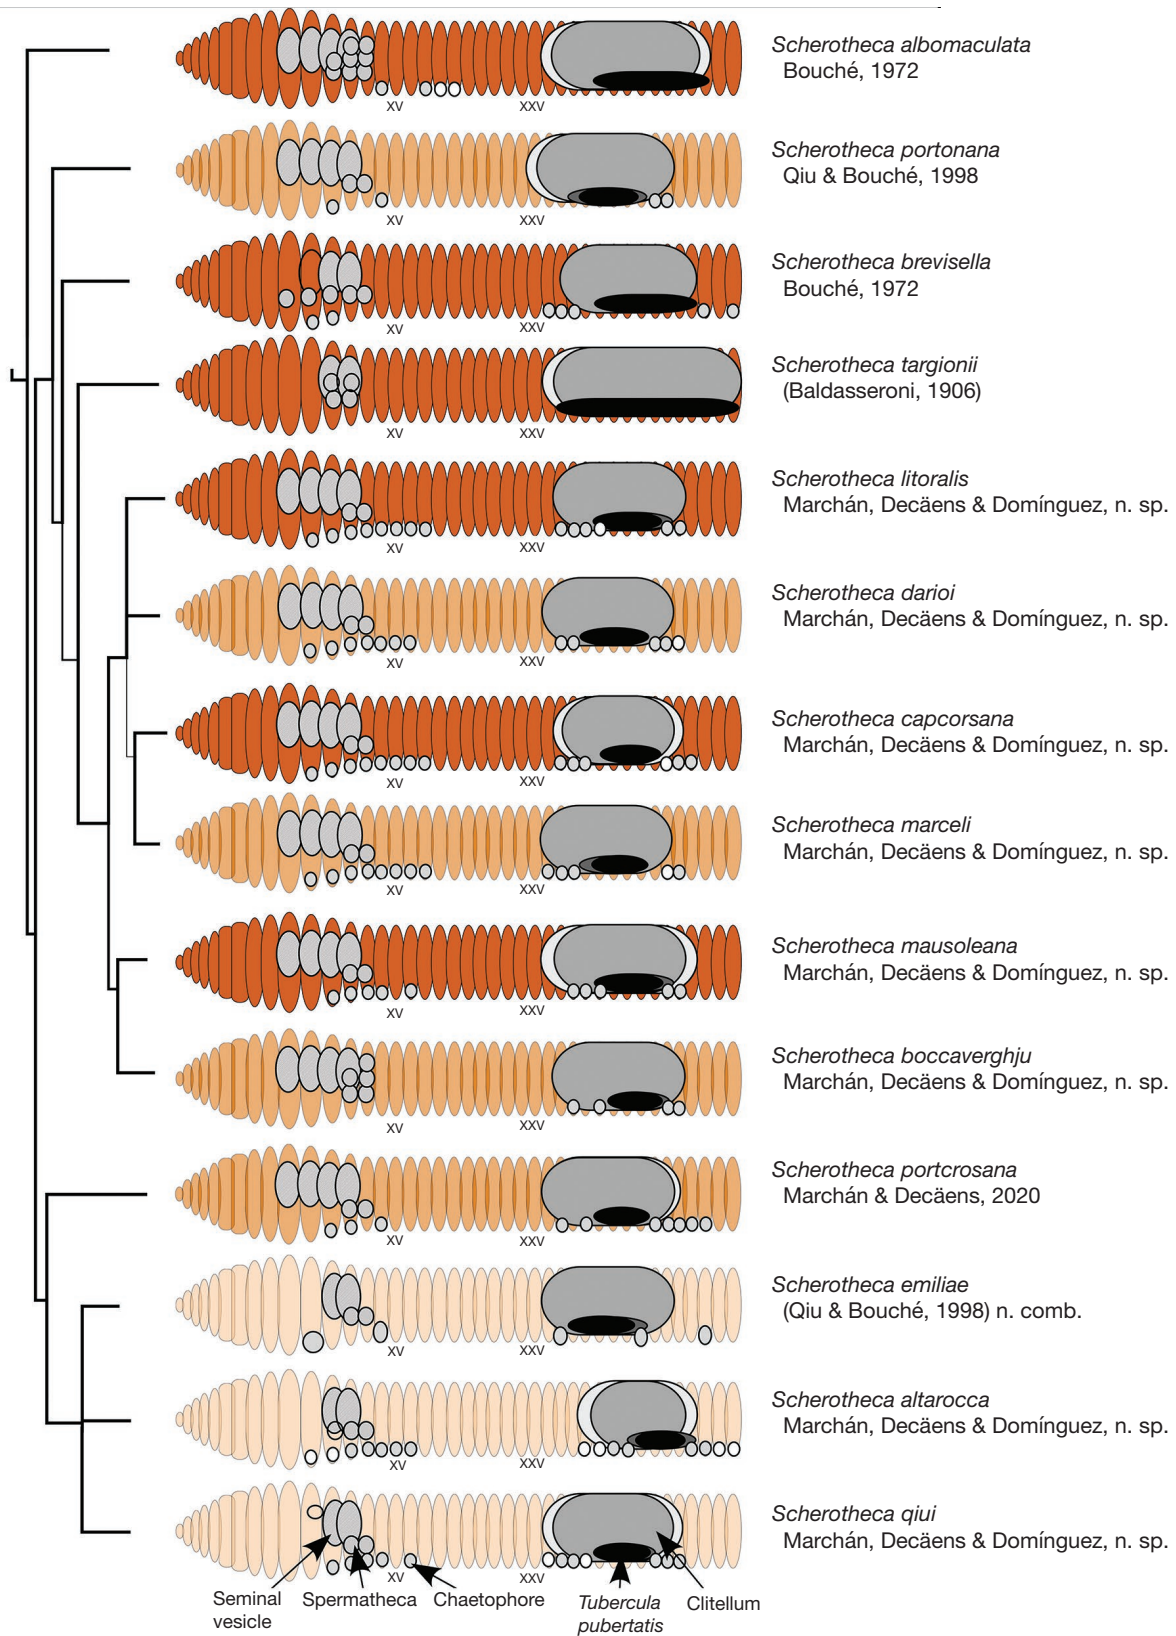 Scherotheca albomaculata
Bouché, 1972
XV XXV
Scherotheca portonana
Qiu & Bouché, 1998
XV XXV
Scherotheca brevisella
Bouché, 1972
XV XXV
Scherotheca targionii
(Baldasseroni, 1906)
XV XXV
Scherotheca litoralis
Marchán, Decäens & Domínguez, n. sp.
XV XXV
Scherotheca darioi
Marchán, Decäens & Domínguez, n. sp.
XV XXV
Scherotheca capcorsana
Marchán, Decäens & Domínguez, n. sp.
XV XXV
Scherotheca marceli
Marchán, Decäens & Domínguez, n. sp.
XV XXV
Scherotheca mausoleana
Marchán, Decäens & Domínguez, n. sp.
XV XXV
Scherotheca boccaverghju
Marchán, Decäens & Domínguez, n. sp.
XV XXV
Scherotheca portcrosana
Marchán & Decäens, 2020
XV XXV
Scherotheca emiliae
(Qiu & Bouché, 1998) n. comb.
XV XXV
Scherotheca altarocca
Marchán, Decäens & Domínguez, n. sp.
XV XXV
Scherotheca qiui
Marchán, Decäens & Domínguez, n. sp.
XV XXV
Seminal vesicle
Spermatheca
Chaetophore
Tubercula pubertatis
Clitellum